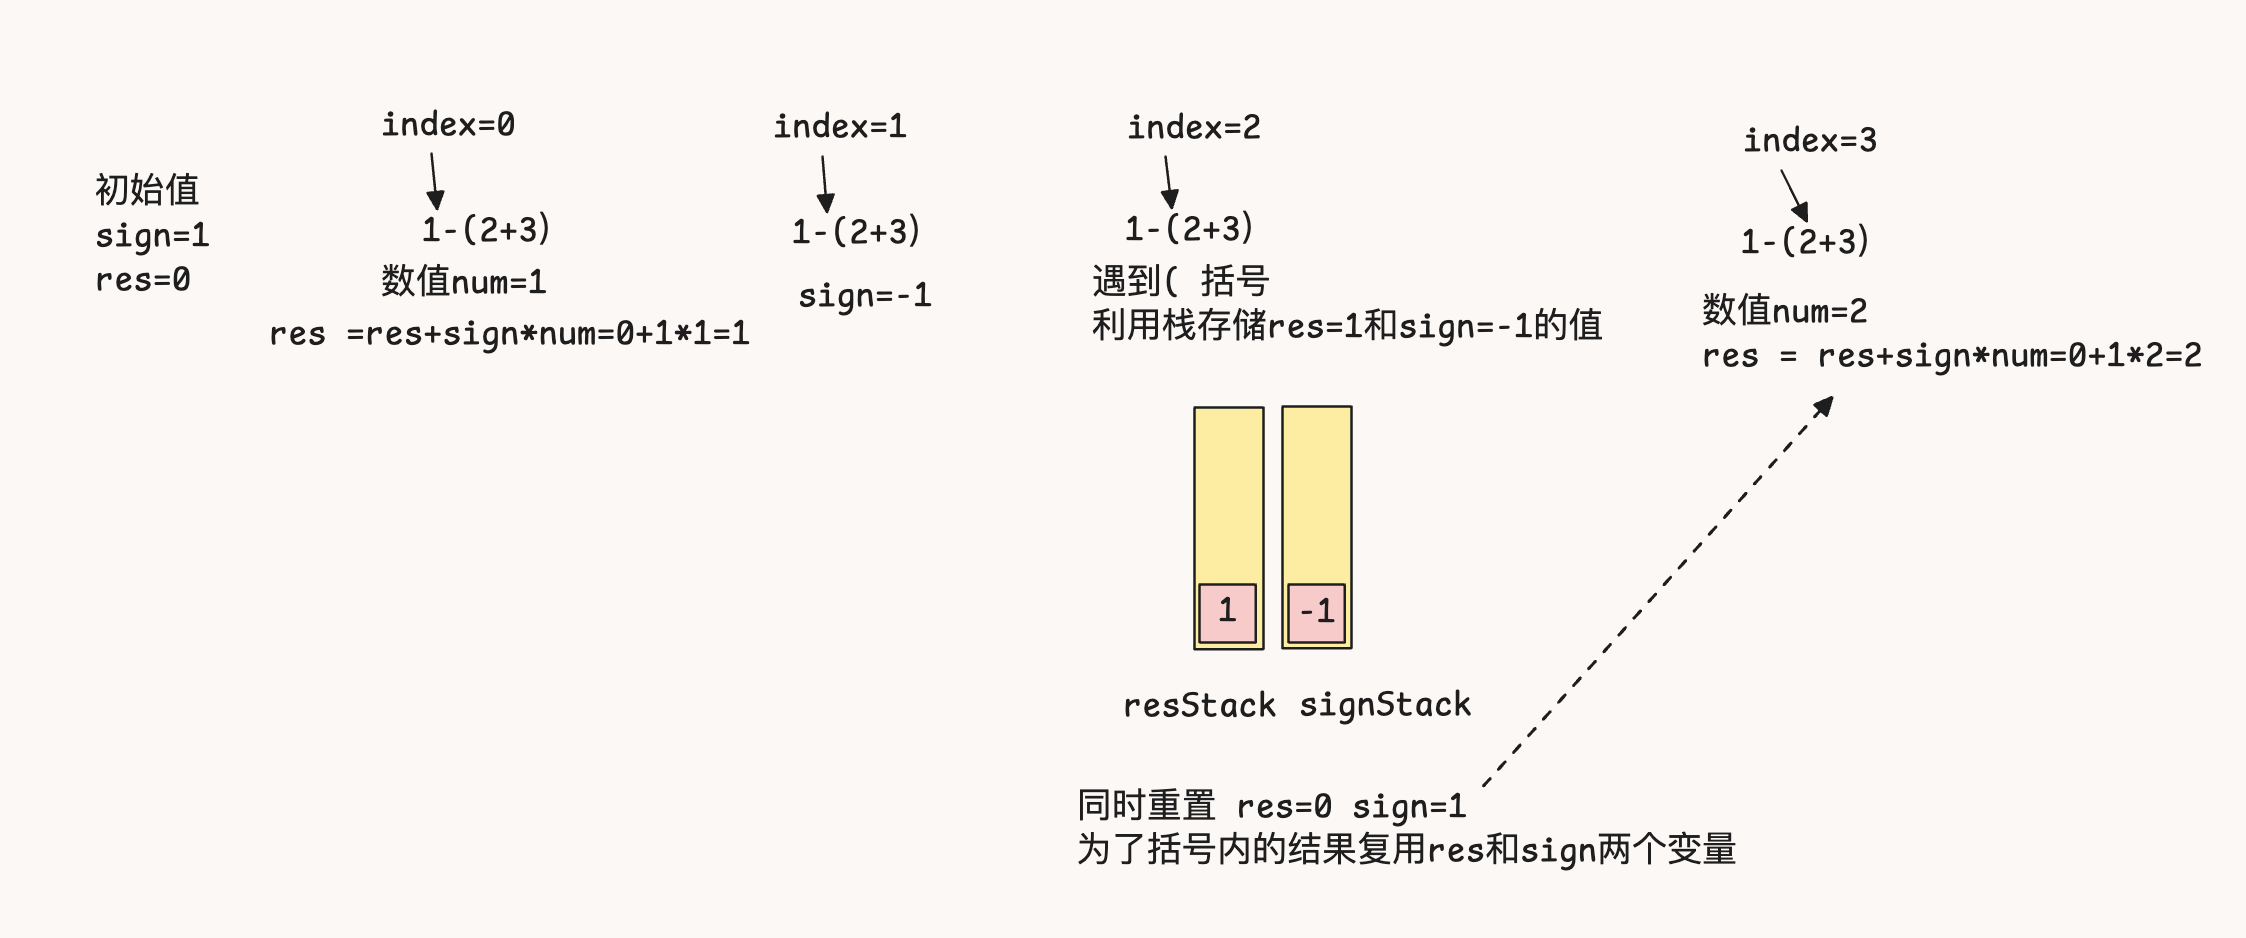 初始值
sign=1
res=0
index=0
1-(2+3)
数值num=1
res =res+sign*num=0+1*1=1
index=1
1-(2+3)
sign=-1
index=2
1-(2+3)
遇到( 括号
利用栈存储res=1和sign=-1的值
1
-1
resStack
signStack
同时重置 res=0 sign=1
为了括号内的结果复用res和sign两个变量
index=3
1-(2+3)
数值num=2
res = res+sign*num=0+1*2=2